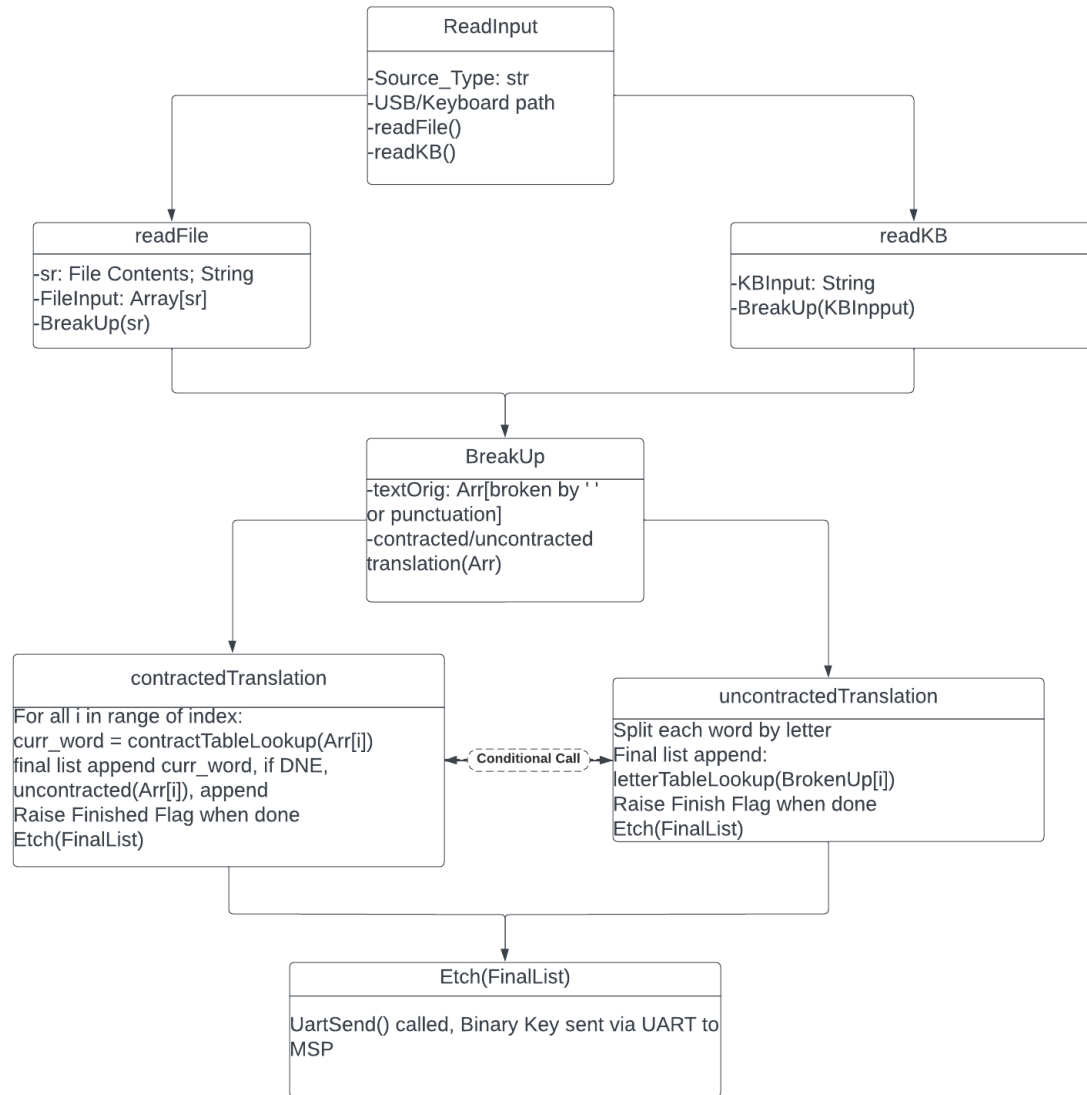 ReadInput
-Source_Type: str
-USB/Keyboard path
-readFile()
-readKB()
readFile
-sr: File Contents; String
-FileInput: Array[sr]
-BreakUp(sr)
readKB
-KBInput: String
-BreakUp(KBInpput)
BreakUp
-textOrig: Arr[broken by ' '
or punctuation]
-contracted/uncontracted
translation(Arr)
contractedTranslation
For all i in range of index:
curr_word = contractTableLookup(Arr[i])
final list append curr_word, if DNE,
uncontracted(Arr[i]), append
Raise Finished Flag when done
Etch(FinalList)
Conditional Call
uncontractedTranslation
Split each word by letter
Final list append:
letterTableLookup(BrokenUp[i])
Raise Finish Flag when done
Etch(FinalList)
Etch(FinalList)
UartSend() called, Binary Key sent via UART to
MSP